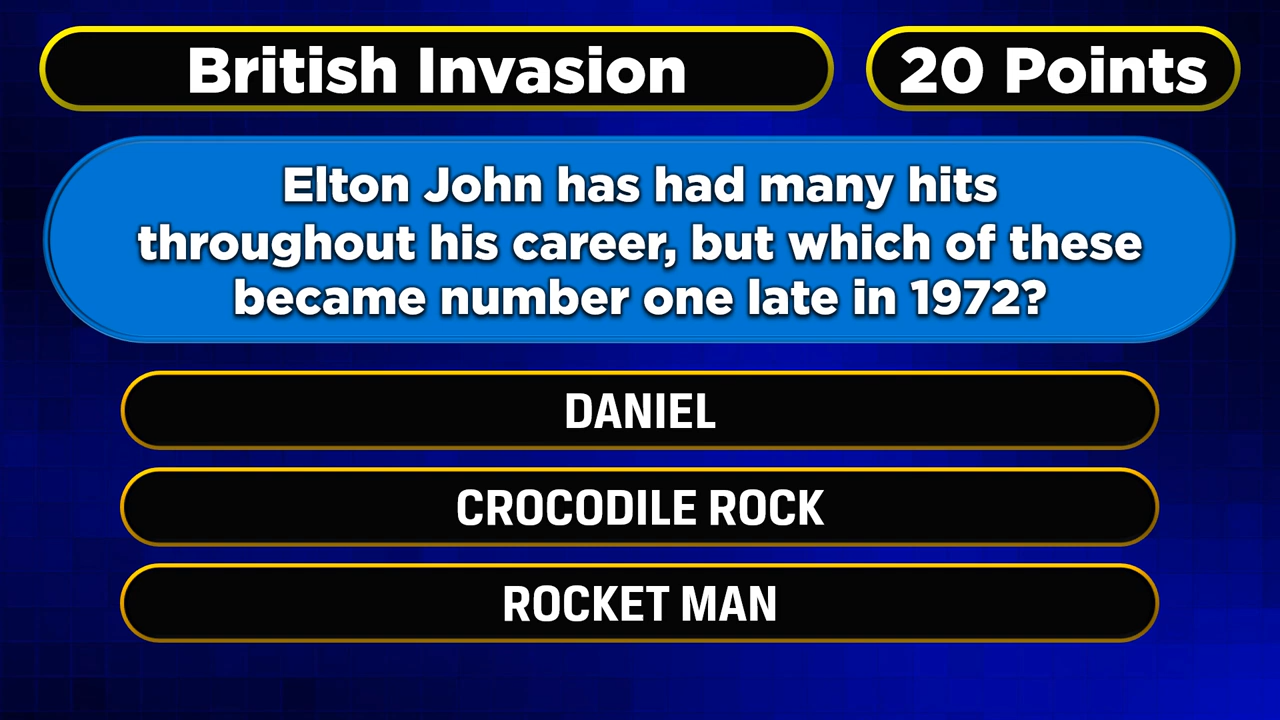 British Invasion
20 Points
Elton John has had many hits
throughout his career, but which of these
became number one late in 1972?
DANIEL
CROCODILE ROCK
ROCKET MAN